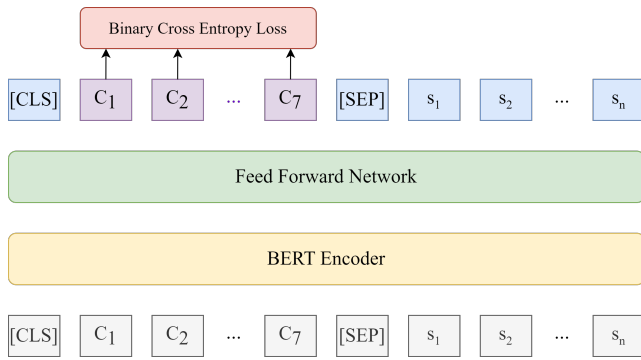 Binary Cross Entropy Loss
[CLS] C1 C2 ... C7 [SEP] s1 s2 ... sn
Feed Forward Network
BERT Encoder
[CLS] C1 C2 ... C7 [SEP] s1 s2 ... sn